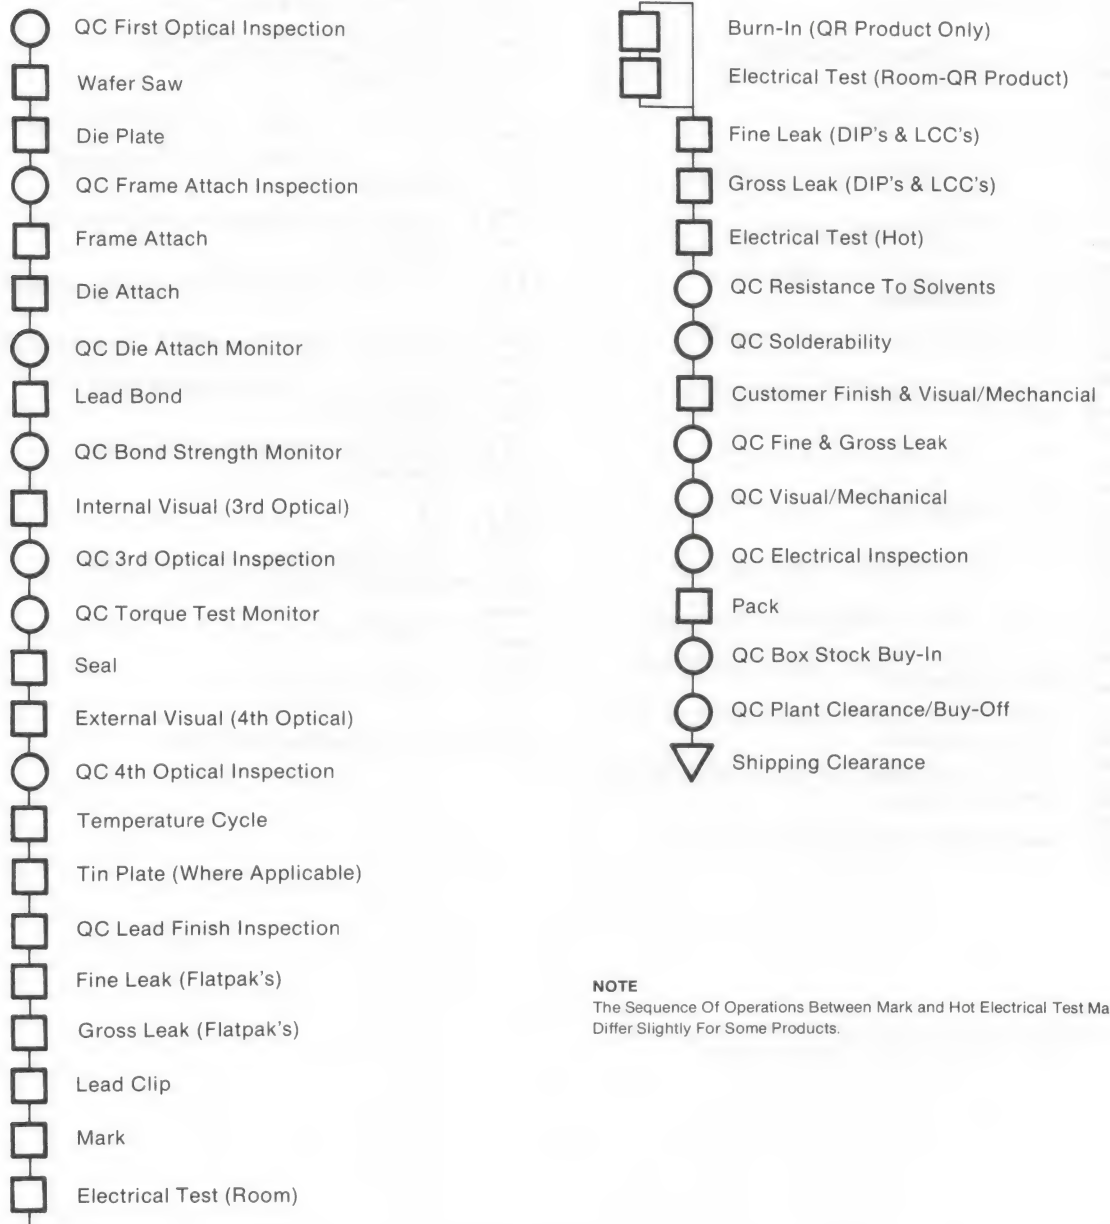 QC First Optical Inspection
Wafer Saw
Die Plate
QC Frame Attach Inspection
Frame Attach
Die Attach
QC Die Attach Monitor
Lead Bond
QC Bond Strength Monitor
Internal Visual (3rd Optical)
QC 3rd Optical Inspection
QC Torque Test Monitor
Seal
External Visual (4th Optical)
QC 4th Optical Inspection
Temperature Cycle
Tin Plate (Where Applicable)
QC Lead Finish Inspection
Fine Leak (Flatpak's)
Gross Leak (Flatpak's)
Lead Clip
Mark
Electrical Test (Room)
Burn-In (QR Product Only)
Electrical Test (Room-QR Product)
Fine Leak (DIP's & LCC's)
Gross Leak (DIP's & LCC's)
Electrical Test (Hot)
QC Resistance To Solvents
QC Solderability
Customer Finish & Visual/Mechancial
QC Fine & Gross Leak
QC Visual/Mechanical
QC Electrical Inspection
Pack
QC Box Stock Buy-In
QC Plant Clearance/Buy-Off
Shipping Clearance
NOTE
The Sequence Of Operations Between Mark and Hot Electrical Test Ma
Differ Slightly For Some Products.